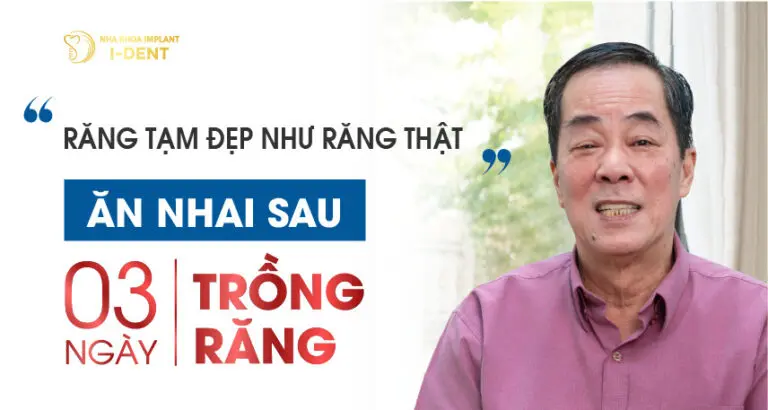 NHA KHOA IMPLANT
I-DENT
“
RĂNG TẠM ĐẸP NHƯ RĂNG THẬT
”
ĂN NHAI SAU
03
NGÀY
TRỒNG
RĂNG